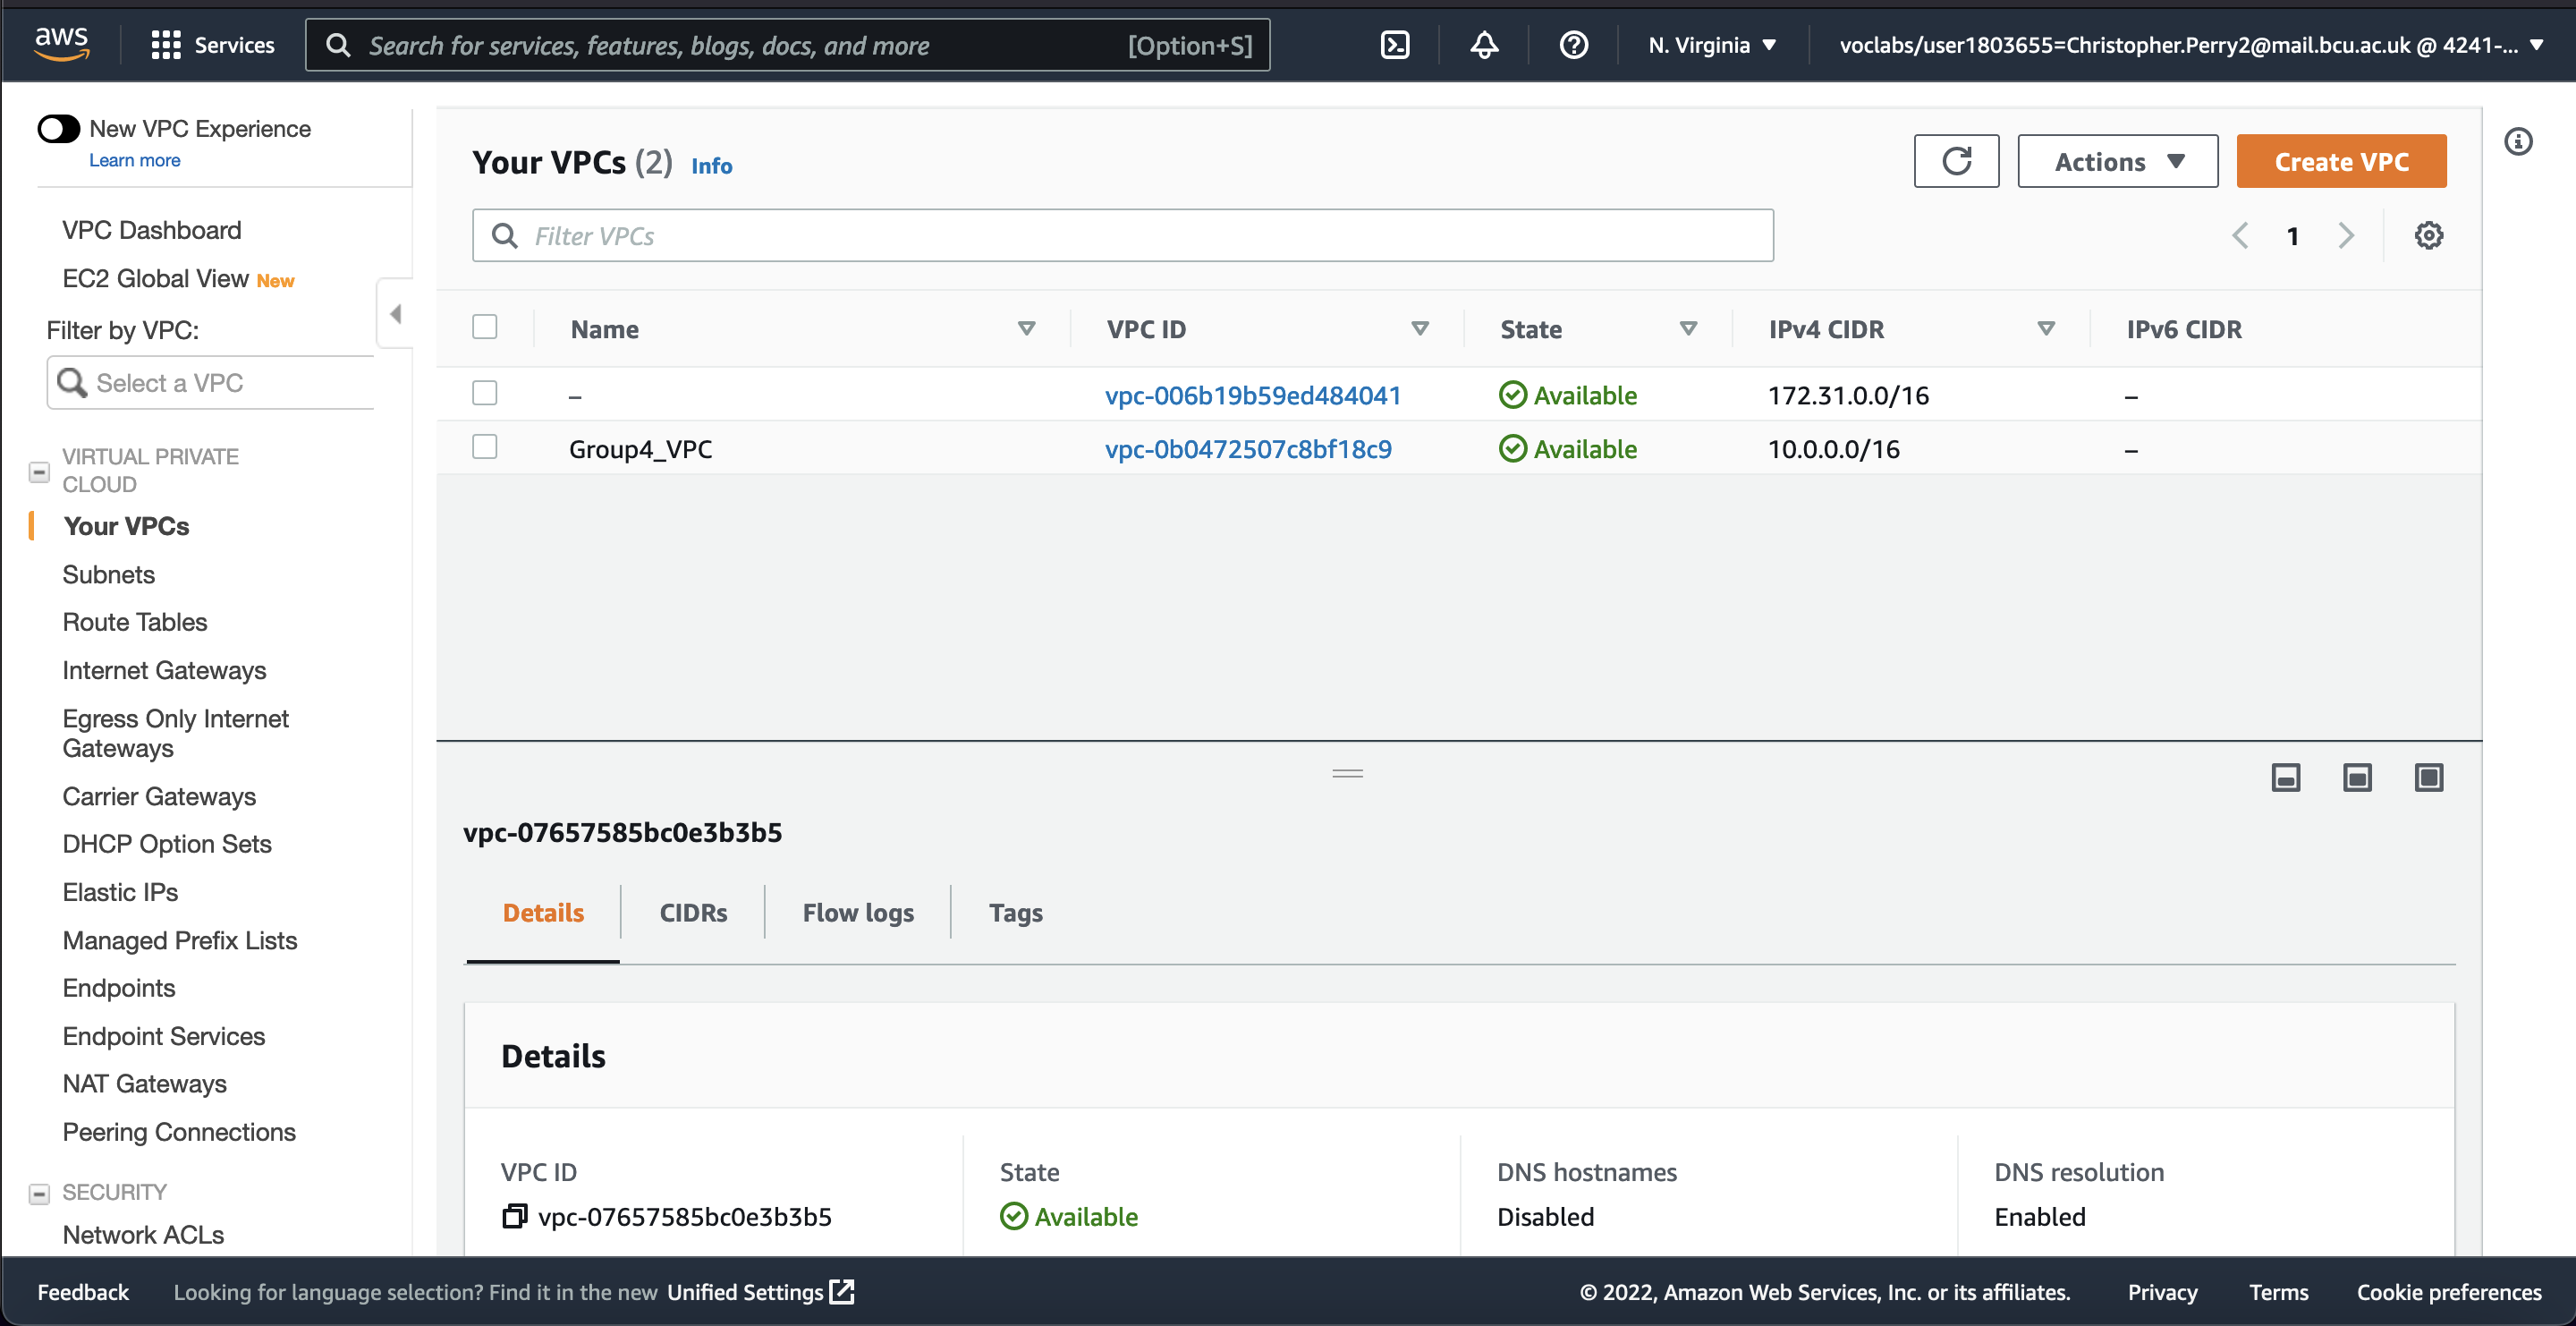 aws Services Search for services, features, blogs, docs, and more [Option+S] N. Virginia voclabs/user1803655=Christopher.Perry2@mail.bcu.ac.uk @ 4241-...
New VPC Experience
Learn more
VPC Dashboard
EC2 Global View New
Filter by VPC:
Select a VPC
VIRTUAL PRIVATE
CLOUD
Your VPCs
Subnets
Route Tables
Internet Gateways
Egress Only Internet
Gateways
Carrier Gateways
DHCP Option Sets
Elastic IPs
Managed Prefix Lists
Endpoints
Endpoint Services
NAT Gateways
Peering Connections
SECURITY
Network ACLs
Your VPCs (2) Info
Actions Create VPC
Filter VPCs
1
Name VPC ID State IPv4 CIDR IPv6 CIDR
– vpc-006b19b59ed484041 Available 172.31.0.0/16 –
Group4_VPC vpc-0b0472507c8bf18c9 Available 10.0.0.0/16 –
vpc-07657585bc0e3b3b5
Details CIDRs Flow logs Tags
Details
VPC ID State DNS hostnames DNS resolution
vpc-07657585bc0e3b3b5 Available Disabled Enabled
Feedback Looking for language selection? Find it in the new Unified Settings © 2022, Amazon Web Services, Inc. or its affiliates. Privacy Terms Cookie preferences